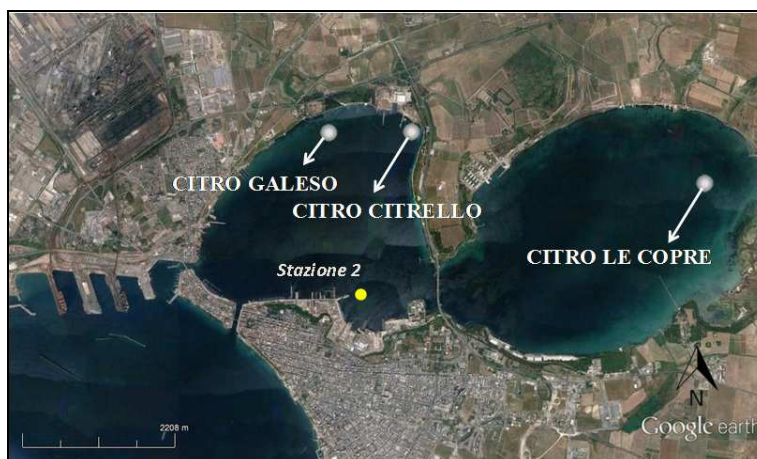 CITRO GALESO
CITRO CITRELLO
CITRO LE COPRE
Stazione 2
N
2208 m
Google earth